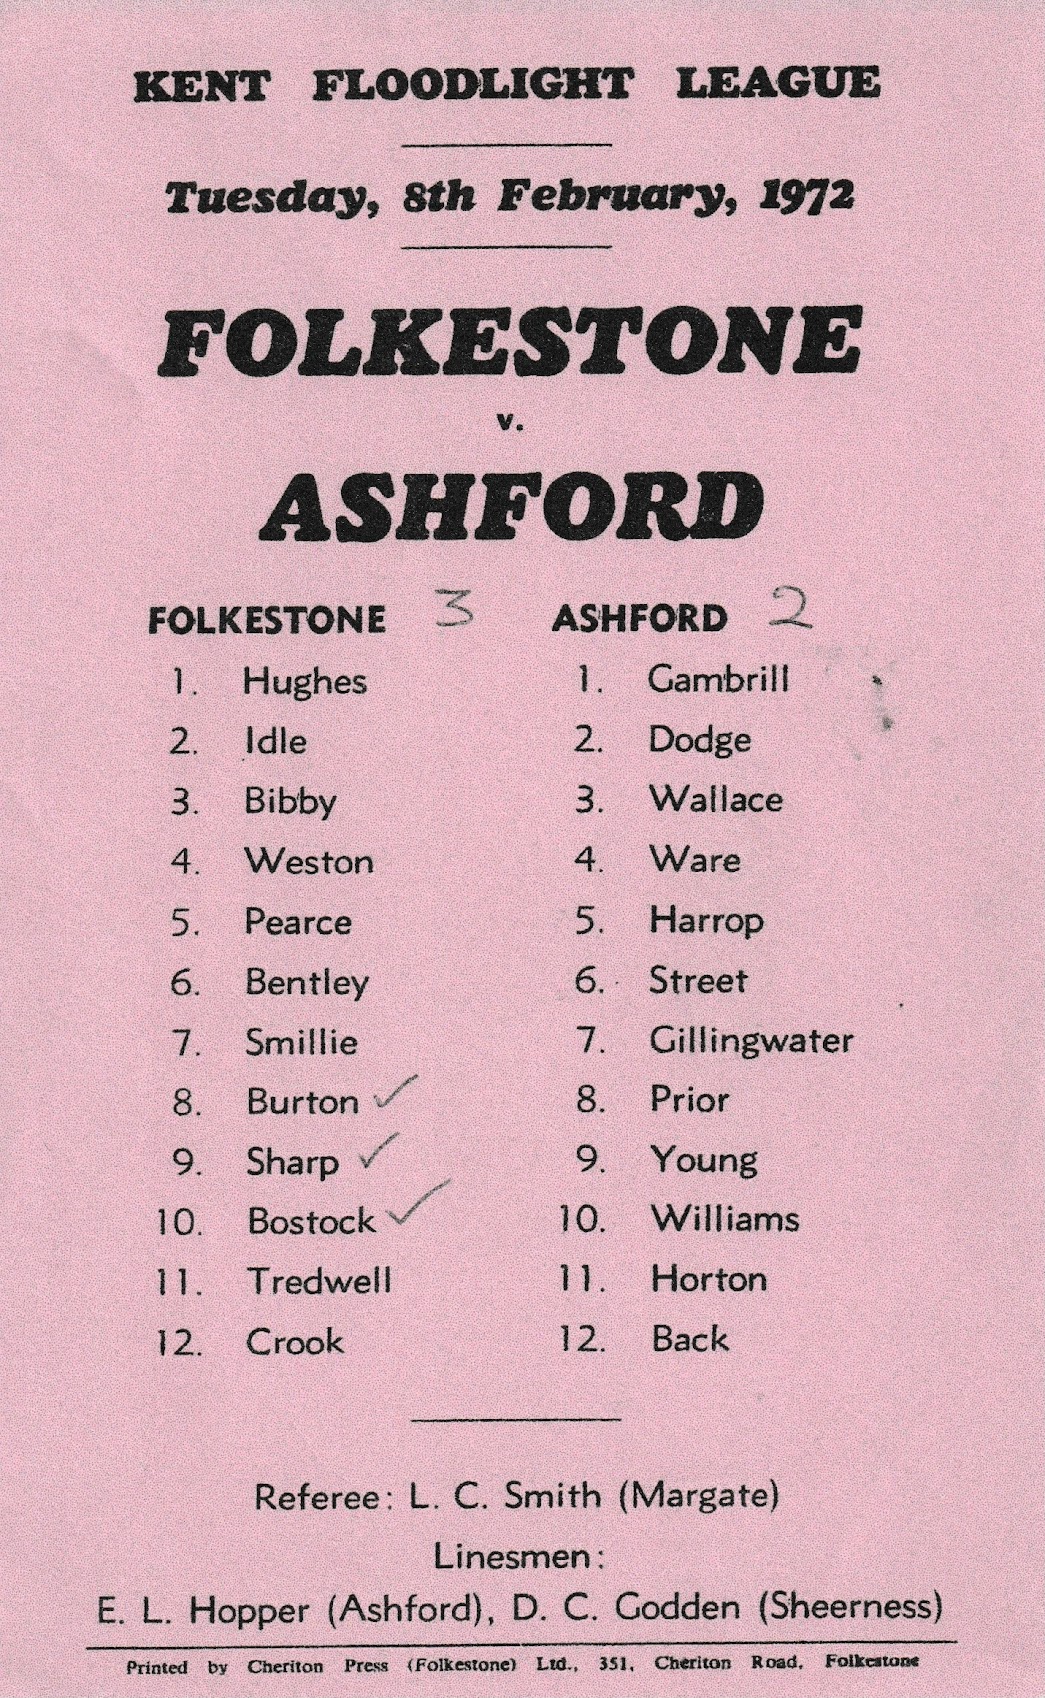 KENT FLOODLIGHT LEAGUE
Tuesday, 8th February, 1972
FOLKESTONE
v.
ASHFORD
FOLKESTONE 3 ASHFORD 2
1. Hughes 1. Gambrill
2. Idle 2. Dodge
3. Bibby 3. Wallace
4. Weston 4. Ware
5. Pearce 5. Harrop
6. Bentley 6. Street
7. Smillie 7. Gillingwater
8. Burton ✓ 8. Prior
9. Sharp ✓ 9. Young
10. Bostock ✓ 10. Williams
11. Tredwell 11. Horton
12. Crook 12. Back
Referee: L. C. Smith (Margate)
Linesmen:
E. L. Hopper (Ashford), D. C. Godden (Sheerness)
Printed by Cheriton Press (Folkestone) Ltd., 351, Cheriton Road, Folkestone